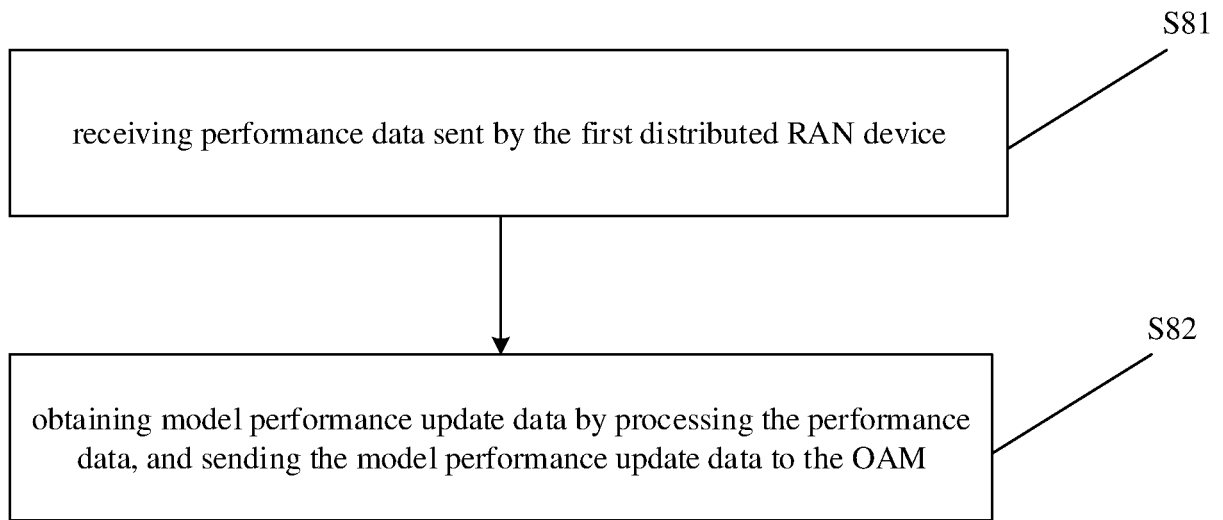 S81
receiving performance data sent by the first distributed RAN device
S82
obtaining model performance update data by processing the performance
data, and sending the model performance update data to the OAM